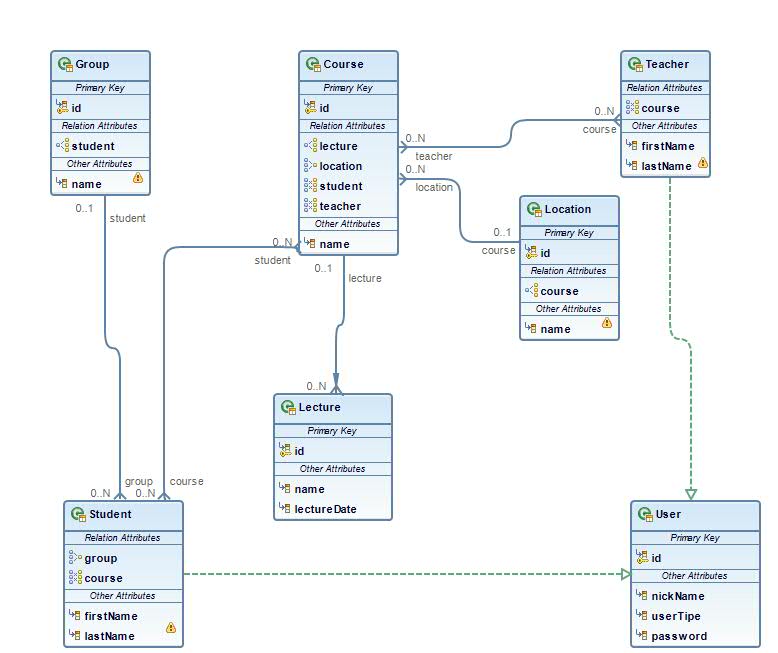 Group
Primary Key
id
Relation Attributes
student
Other Attributes
name
0..1
student
Course
Primary Key
id
Relation Attributes
lecture
location
student
teacher
Other Attributes
name
0..N
teacher
0..N
location
0..N
student
0..1
lecture
Teacher
Relation Attributes
course
Other Attributes
firstName
lastName
0..N
course
Location
Primary Key
id
Relation Attributes
course
Other Attributes
name
0..1
course
0..N
Lecture
Primary Key
id
Other Attributes
name
lectureDate
group
0..N
0..N
course
Student
Relation Attributes
group
course
Other Attributes
firstName
lastName
User
Primary Key
id
Other Attributes
nickName
userTipe
password